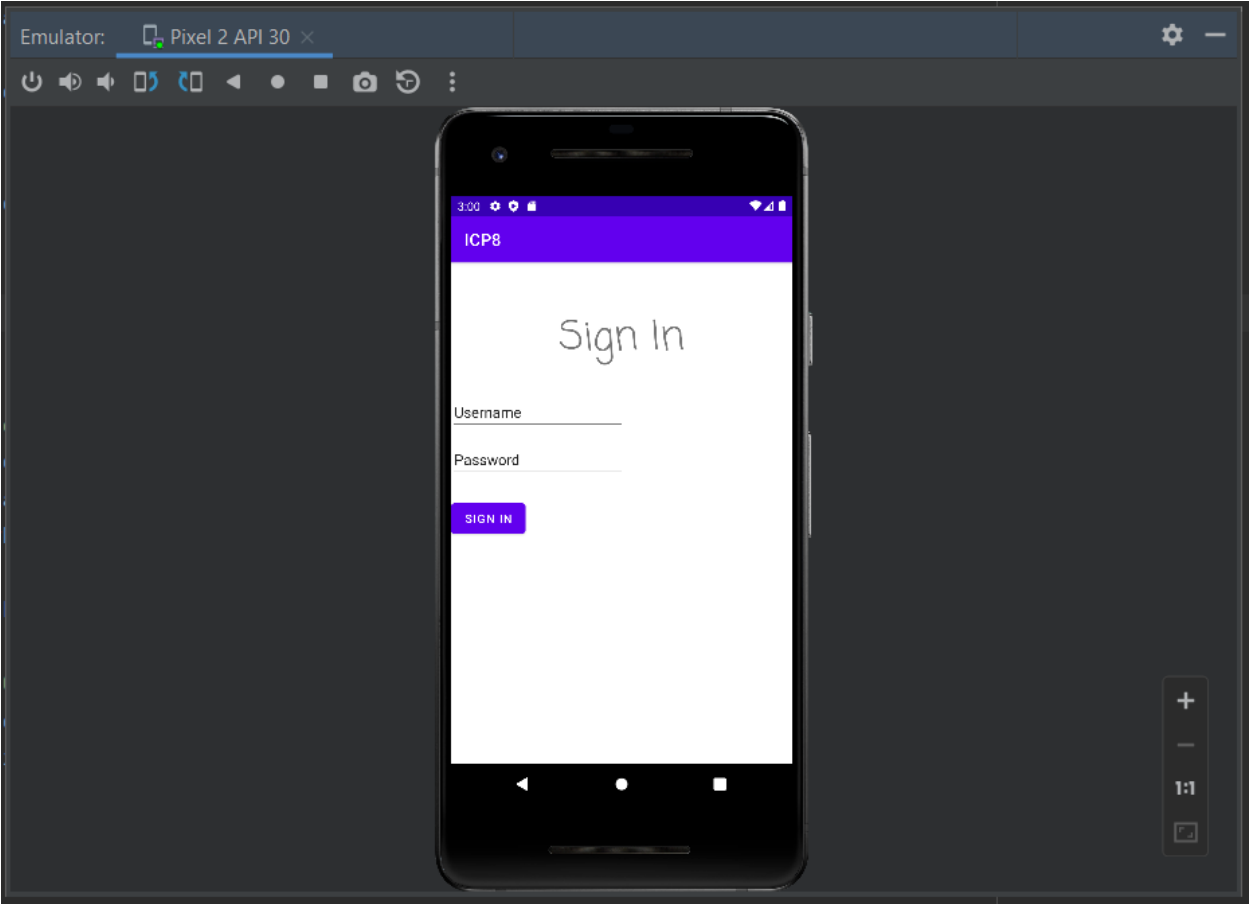 Emulator: Pixel 2 API 30
3:00
ICP8
Sign In
Username
Password
SIGN IN
1:1